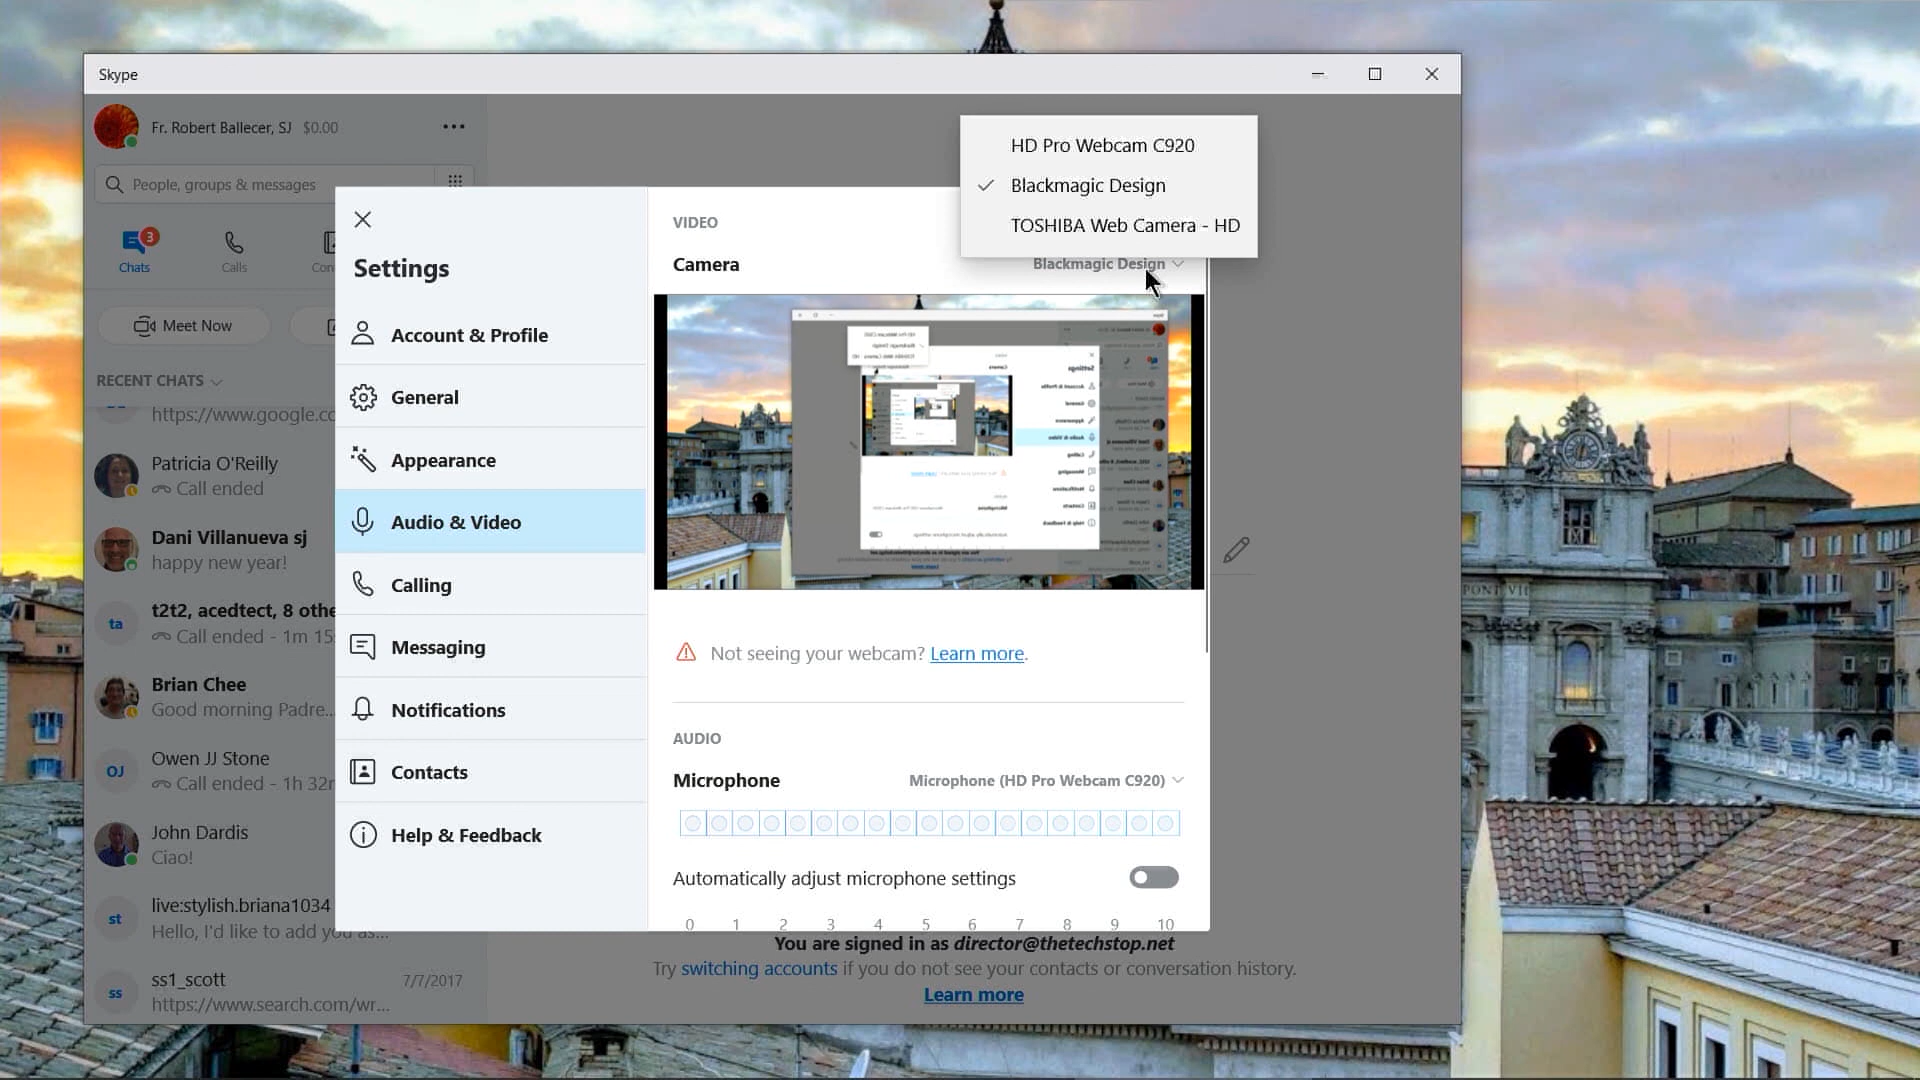 Skype
Fr. Robert Ballecer, SJ $0.00
People, groups & messages
3
Chats
Calls
Con
Meet Now
RECENT CHATS
https://www.google.co
Patricia O'Reilly
Call ended
Dani Villanueva sj
happy new year!
ta
t2t2, acedtect, 8 othe
Call ended - 1m 15
Brian Chee
Good morning Padre...
OJ
Owen JJ Stone
Call ended - 1h 32
John Dardis
Ciao!
st
live:stylish.briana1034
Hello, I'd like to add you as...
ss
ss1_scott 7/7/2017
https://www.search.com/wr...
Settings
Account & Profile
General
Appearance
Audio & Video
Calling
Messaging
Notifications
Contacts
Help & Feedback
HD Pro Webcam C920
Blackmagic Design
TOSHIBA Web Camera - HD
VIDEO
Camera Blackmagic Design
Not seeing your webcam? Learn more.
AUDIO
Microphone Microphone (HD Pro Webcam C920)
Automatically adjust microphone settings
0 1 2 3 4 5 6 7 8 9 10
You are signed in as director@thetechstop.net
Try switching accounts if you do not see your contacts or conversation history.
Learn more